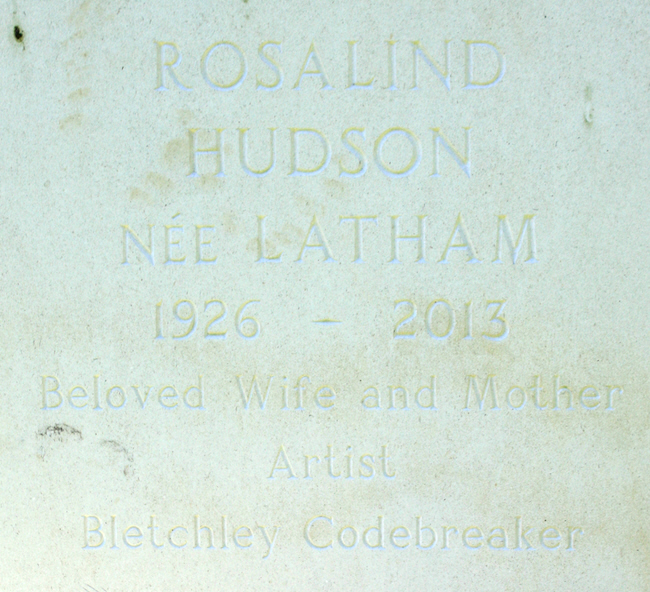 ROSALIND
HUDSON
NÉE LATHAM
1926 – 2013
Beloved Wife and Mother
Artist
Bletchley Codebreaker